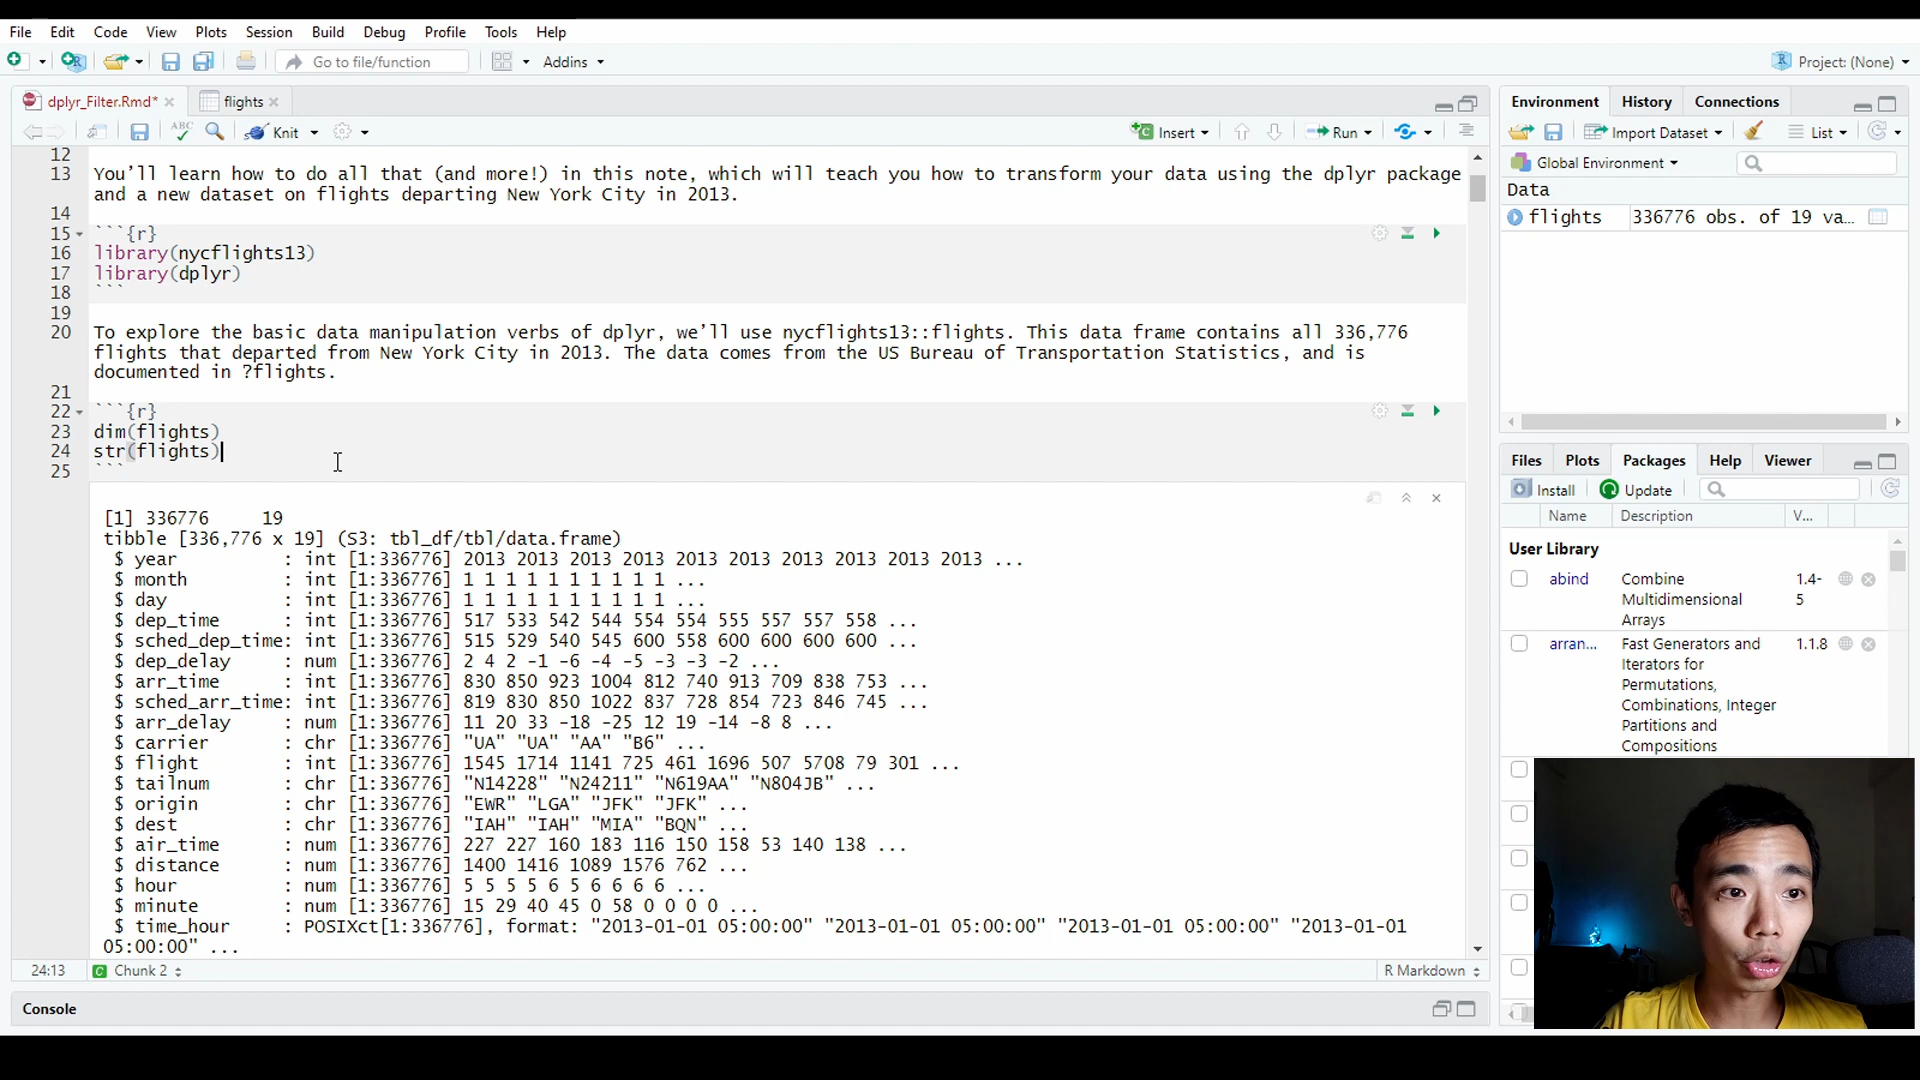 File Edit Code View Plots Session Build Debug Profile Tools Help
Go to file/function Addins Project: (None)
dplyr_Filter.Rmd* flights
ABC Knit Insert Run
12
13 You'll learn how to do all that (and more!) in this note, which will teach you how to transform your data using the dplyr package
and a new dataset on flights departing New York City in 2013.
14
15 ```{r}
16 library(nycflights13)
17 library(dplyr)
18 ```
19
20 To explore the basic data manipulation verbs of dplyr, we'll use nycflights13::flights. This data frame contains all 336,776
flights that departed from New York City in 2013. The data comes from the US Bureau of Transportation Statistics, and is
documented in ?flights.
21
22 ```{r}
23 dim(flights)
24 str(flights)
25 ```
[1] 336776 19
tibble [336,776 x 19] (S3: tbl_df/tbl/data.frame)
$ year : int [1:336776] 2013 2013 2013 2013 2013 2013 2013 2013 2013 2013 ...
$ month : int [1:336776] 1 1 1 1 1 1 1 1 1 1 ...
$ day : int [1:336776] 1 1 1 1 1 1 1 1 1 1 ...
$ dep_time : int [1:336776] 517 533 542 544 554 554 555 557 557 558 ...
$ sched_dep_time: int [1:336776] 515 529 540 545 600 558 600 600 600 600 ...
$ dep_delay : num [1:336776] 2 4 2 -1 -6 -4 -5 -3 -3 -2 ...
$ arr_time : int [1:336776] 830 850 923 1004 812 740 913 709 838 753 ...
$ sched_arr_time: int [1:336776] 819 830 850 1022 837 728 854 723 846 745 ...
$ arr_delay : num [1:336776] 11 20 33 -18 -25 12 19 -14 -8 8 ...
$ carrier : chr [1:336776] "UA" "UA" "AA" "B6" ...
$ flight : int [1:336776] 1545 1714 1141 725 461 1696 507 5708 79 301 ...
$ tailnum : chr [1:336776] "N14228" "N24211" "N619AA" "N804JB" ...
$ origin : chr [1:336776] "EWR" "LGA" "JFK" "JFK" ...
$ dest : chr [1:336776] "IAH" "IAH" "MIA" "BQN" ...
$ air_time : num [1:336776] 227 227 160 183 116 150 158 53 140 138 ...
$ distance : num [1:336776] 1400 1416 1089 1576 762 ...
$ hour : num [1:336776] 5 5 5 5 6 5 6 6 6 6 ...
$ minute : num [1:336776] 15 29 40 45 0 58 0 0 0 0 ...
$ time_hour : POSIXct[1:336776], format: "2013-01-01 05:00:00" "2013-01-01 05:00:00" "2013-01-01 05:00:00" "2013-01-01
05:00:00" ...
24:13 C Chunk 2 R Markdown
Console
Environment History Connections
Import Dataset List
Global Environment
Data
flights 336776 obs. of 19 va...
Files Plots Packages Help Viewer
Install Update
Name Description V...
User Library
abind Combine 1.4-
Multidimensional 5
Arrays
arran... Fast Generators and 1.1.8
Iterators for
Permutations,
Combinations, Integer
Partitions and
Compositions